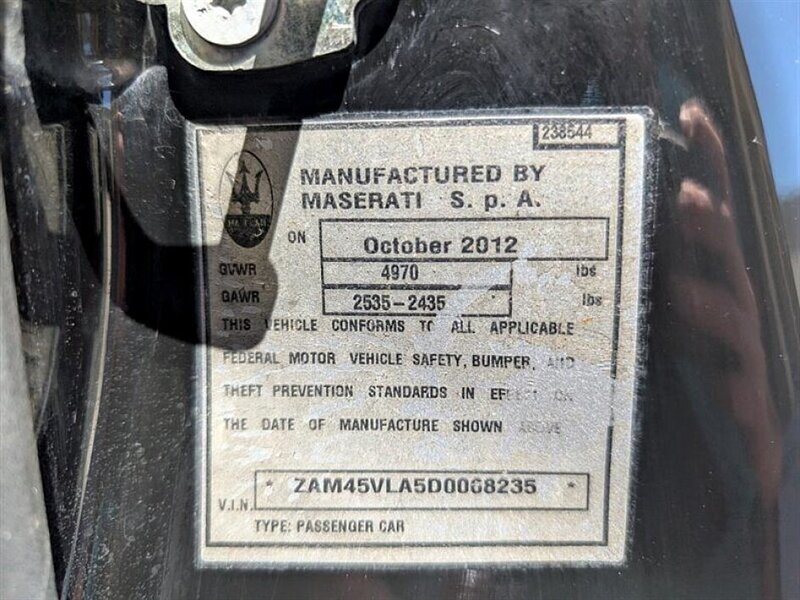 238544
MANUFACTURED BY
MASERATI S. p. A.
ON October 2012
GVWR 4970 lbs
GAWR 2535-2435 lbs
THIS VEHICLE CONFORMS TO ALL APPLICABLE
FEDERAL MOTOR VEHICLE SAFETY, BUMPER, AND
THEFT PREVENTION STANDARDS IN EFFECT ON
THE DATE OF MANUFACTURE SHOWN ABOVE
V.I.N. * ZAM45VLA5D0068235 *
TYPE: PASSENGER CAR